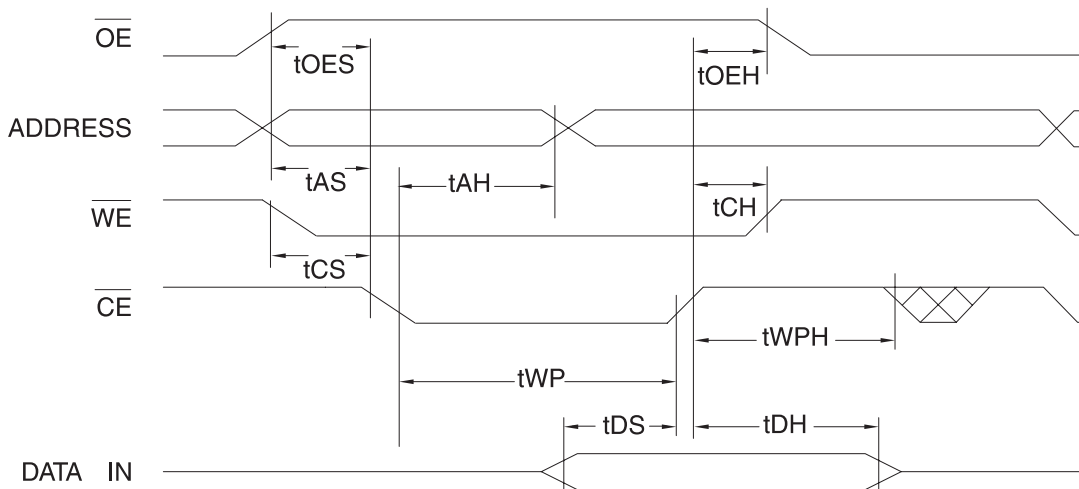 OE
tOES
tOEH
ADDRESS
tAS
tAH
tCH
WE
tCS
CE
tWPH
tWP
tDS
tDH
DATA IN